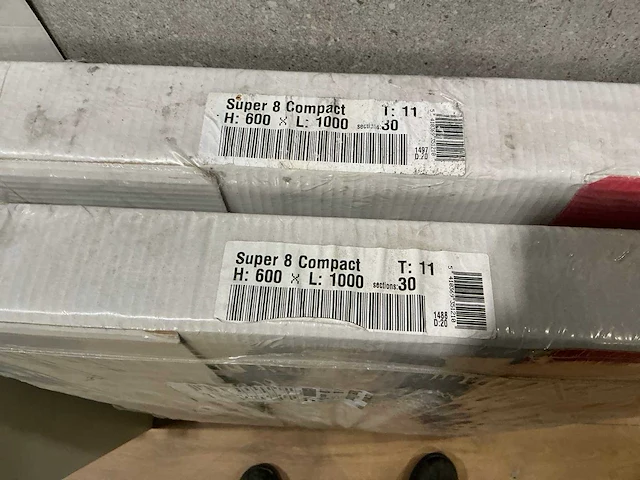 Super 8 Compact T: 11
H: 600 x L: 1000 sections: 30
1497
D:20
Super 8 Compact T: 11
H: 600 x L: 1000 sections: 30
1488
D:20